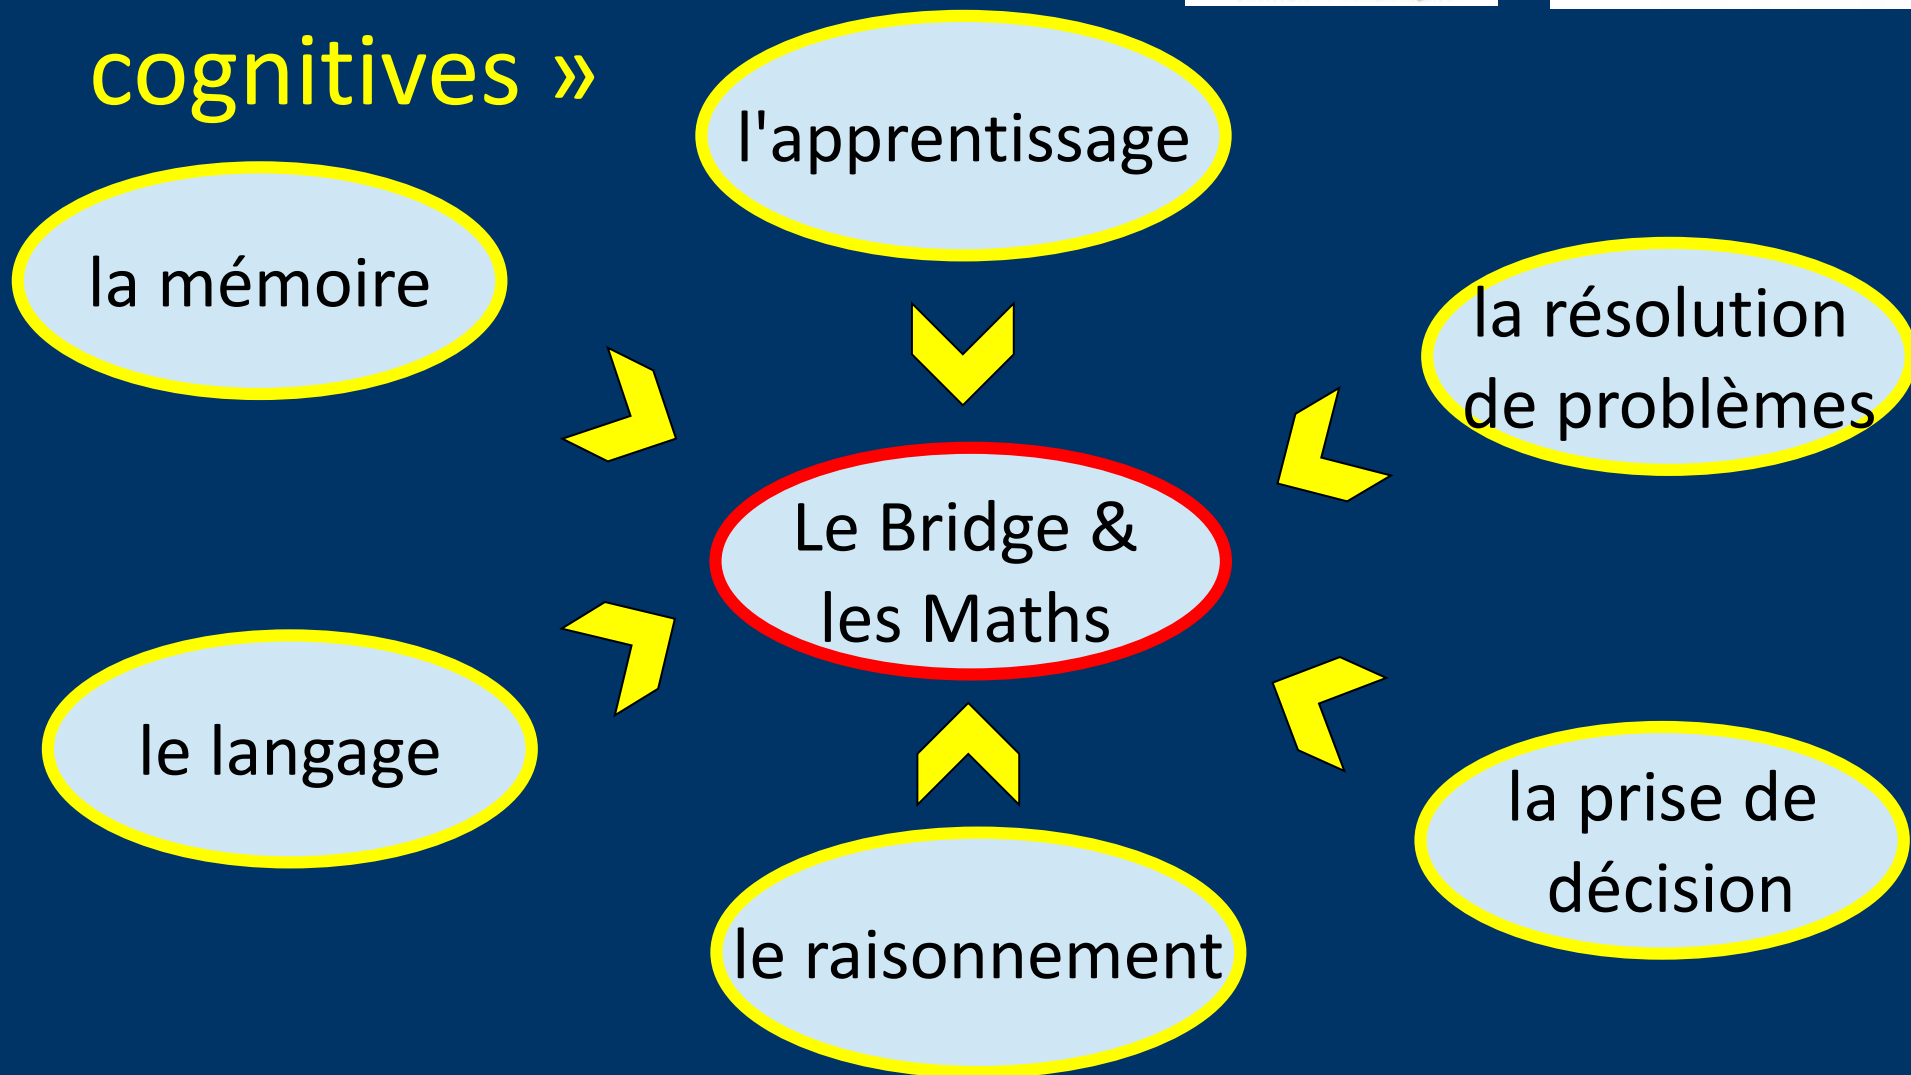 cognitives »
l'apprentissage
la mémoire
la résolution
de problèmes
Le Bridge &
les Maths
le langage
la prise de
décision
le raisonnement